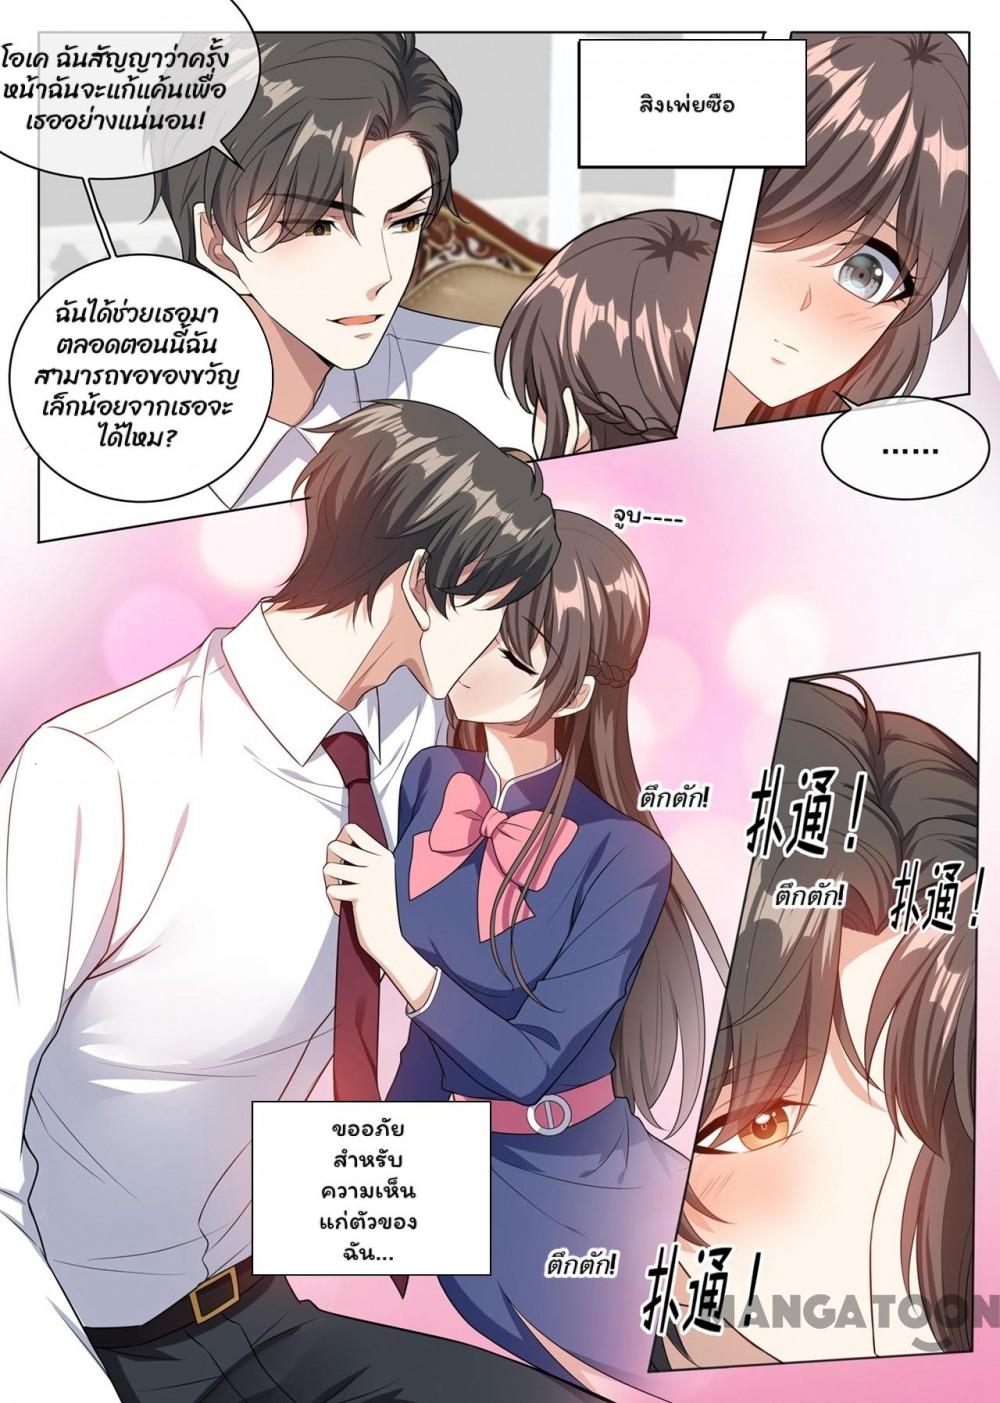 โอเค ฉันสัญญาว่าครั้ง
หน้าฉันจะแก้แค้นเพื่อ
เธออย่างแน่นอน!
สิงเพ่ยซือ
ฉันได้ช่วยเธอมา
ตลอดตอนนี้ฉัน
สามารถขอของขวัญ
เล็กน้อยจากเธอจะ
ได้ไหม?
......
จูบ----
ตึกตัก!
扑通！
ตึกตัก!
扑通！
ขออภัย
สำหรับ
ความเห็น
แก่ตัวของ
ฉัน...
ตึกตัก!
扑通！
MANGATOON